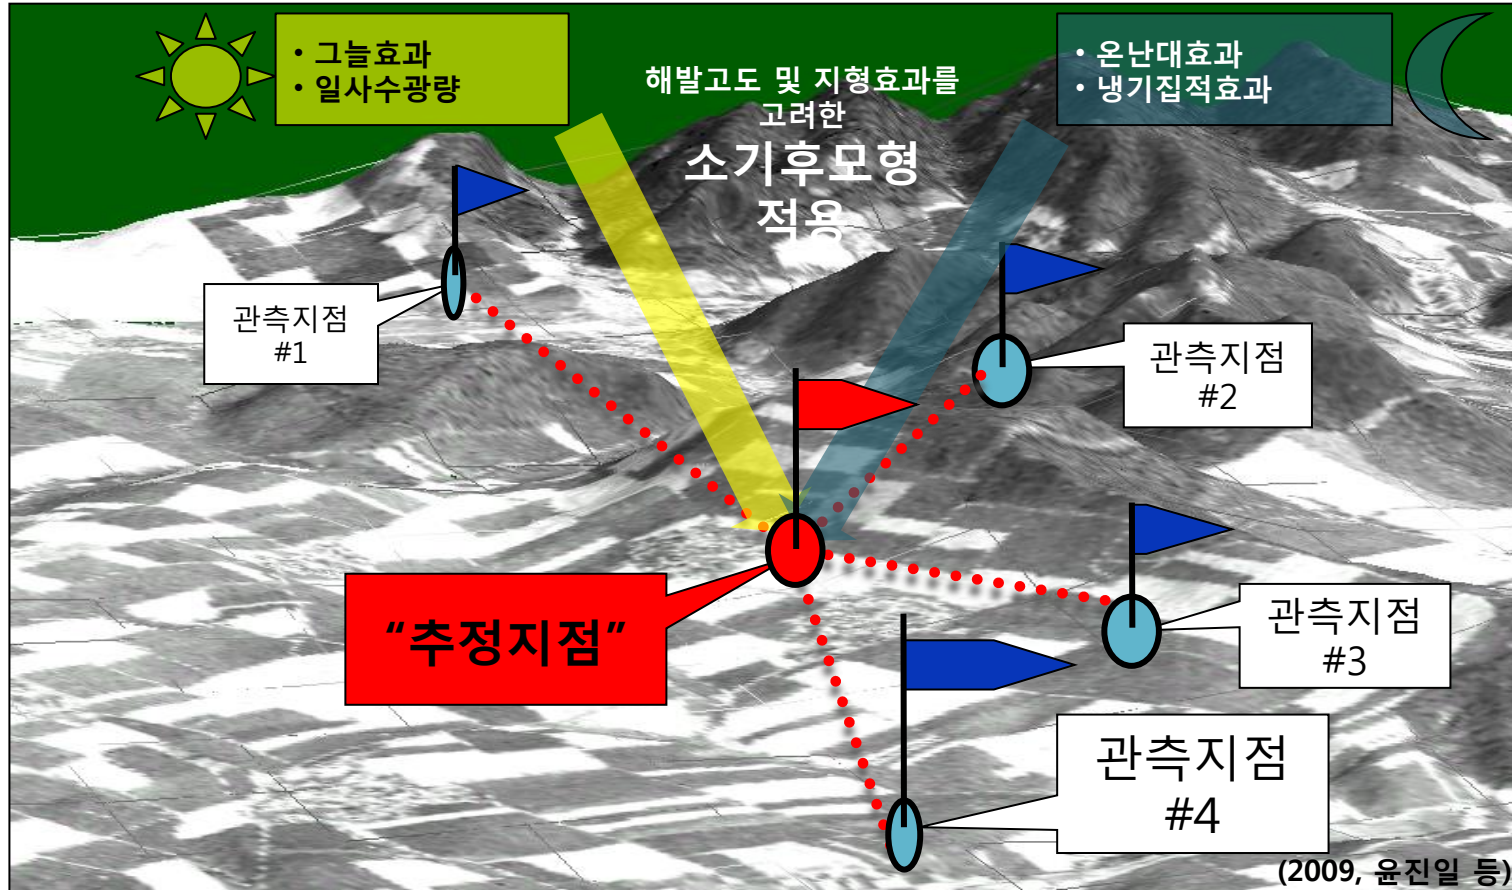 • 그늘효과
• 일사수광량
해발고도 및 지형효과를
고려한
소기후모형
적용
• 온난대효과
• 냉기집적효과
관측지점
#1
관측지점
#2
“추정지점”
관측지점
#3
관측지점
#4
(2009, 윤진일 등)